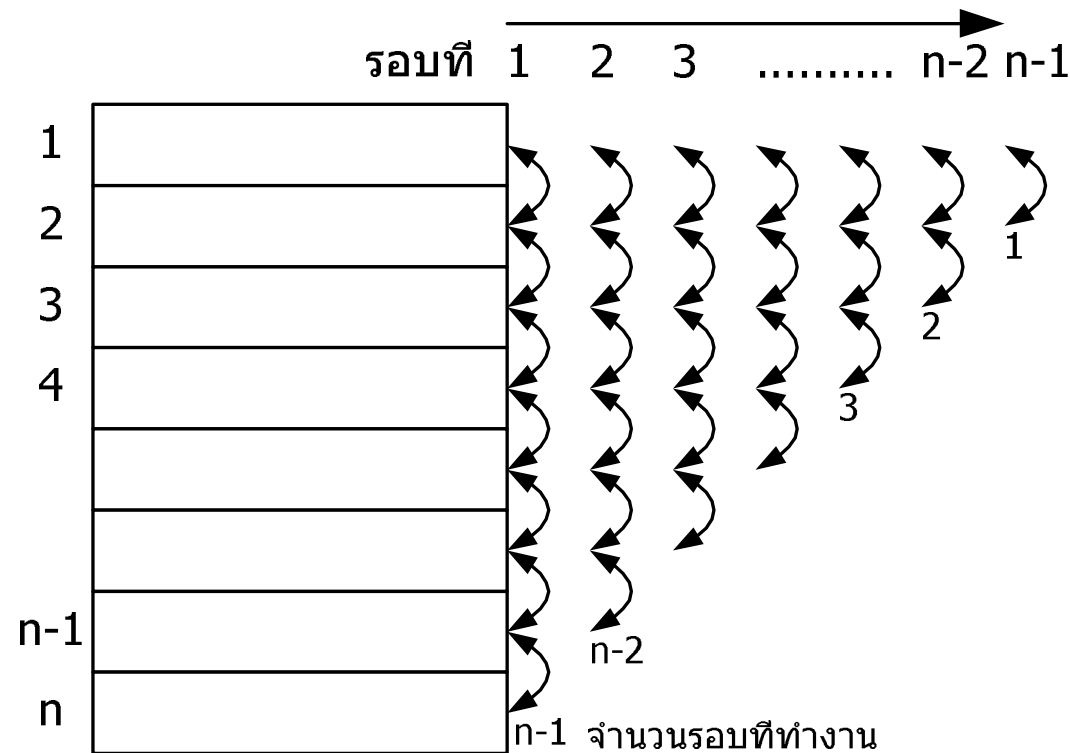 รอบที่ 1 2 3 .......... n-2 n-1
1
2
1
3
2
4
3
n-1
n-2
n
n-1 จำนวนรอบที่ทำงาน